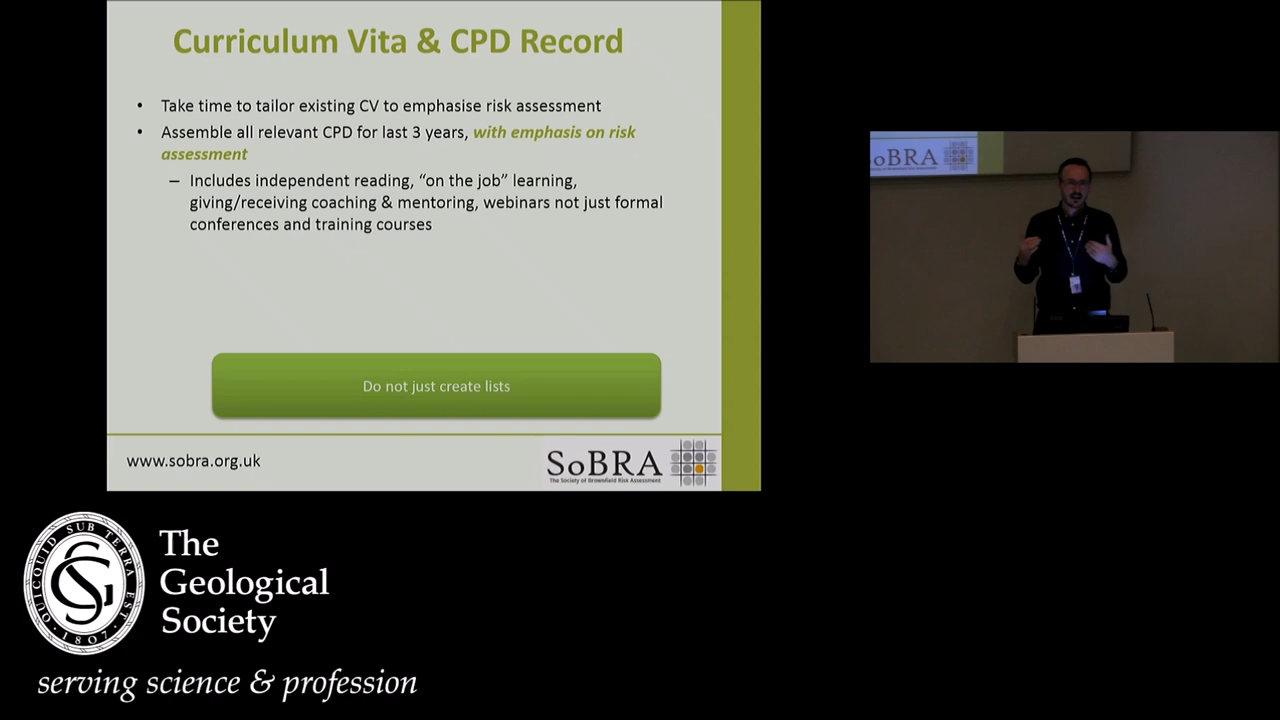 Curriculum Vita & CPD Record
• Take time to tailor existing CV to emphasise risk assessment
• Assemble all relevant CPD for last 3 years, with emphasis on risk
assessment
– Includes independent reading, “on the job” learning,
giving/receiving coaching & mentoring, webinars not just formal
conferences and training courses
Do not just create lists
www.sobra.org.uk
SoBRA
The Society of Brownfield Risk Assessment
oBRA
QUICQUID SUB TERRA EST
1807
The
Geological
Society
serving science & profession